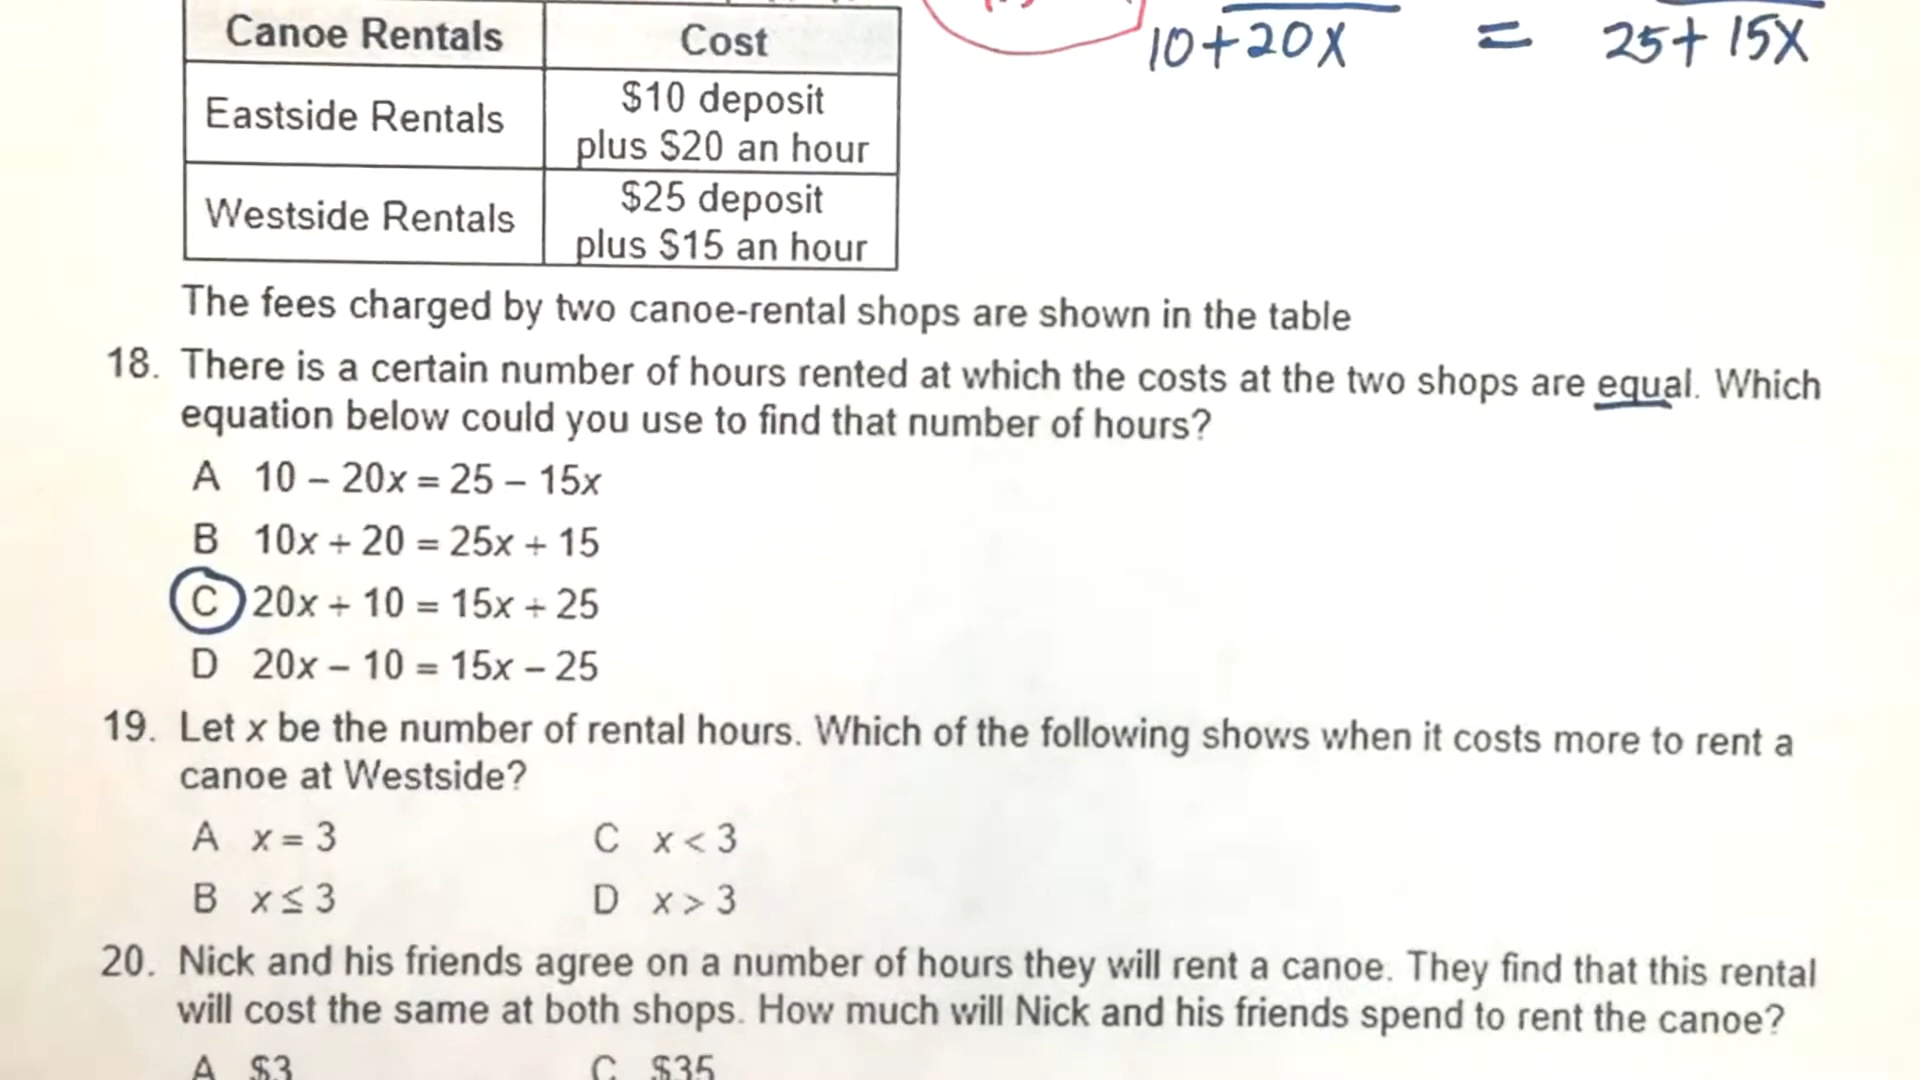 10+20X = 25+ 15X
Canoe Rentals Cost
Eastside Rentals $10 deposit
plus $20 an hour
Westside Rentals $25 deposit
plus $15 an hour
The fees charged by two canoe-rental shops are shown in the table
18. There is a certain number of hours rented at which the costs at the two shops are equal. Which
equation below could you use to find that number of hours?
A 10 – 20x = 25 – 15x
B 10x + 20 = 25x + 15
C 20x + 10 = 15x + 25
D 20x – 10 = 15x – 25
19. Let x be the number of rental hours. Which of the following shows when it costs more to rent a
canoe at Westside?
A x = 3 C x < 3
B x ≤ 3 D x > 3
20. Nick and his friends agree on a number of hours they will rent a canoe. They find that this rental
will cost the same at both shops. How much will Nick and his friends spend to rent the canoe?
A $3 C $35